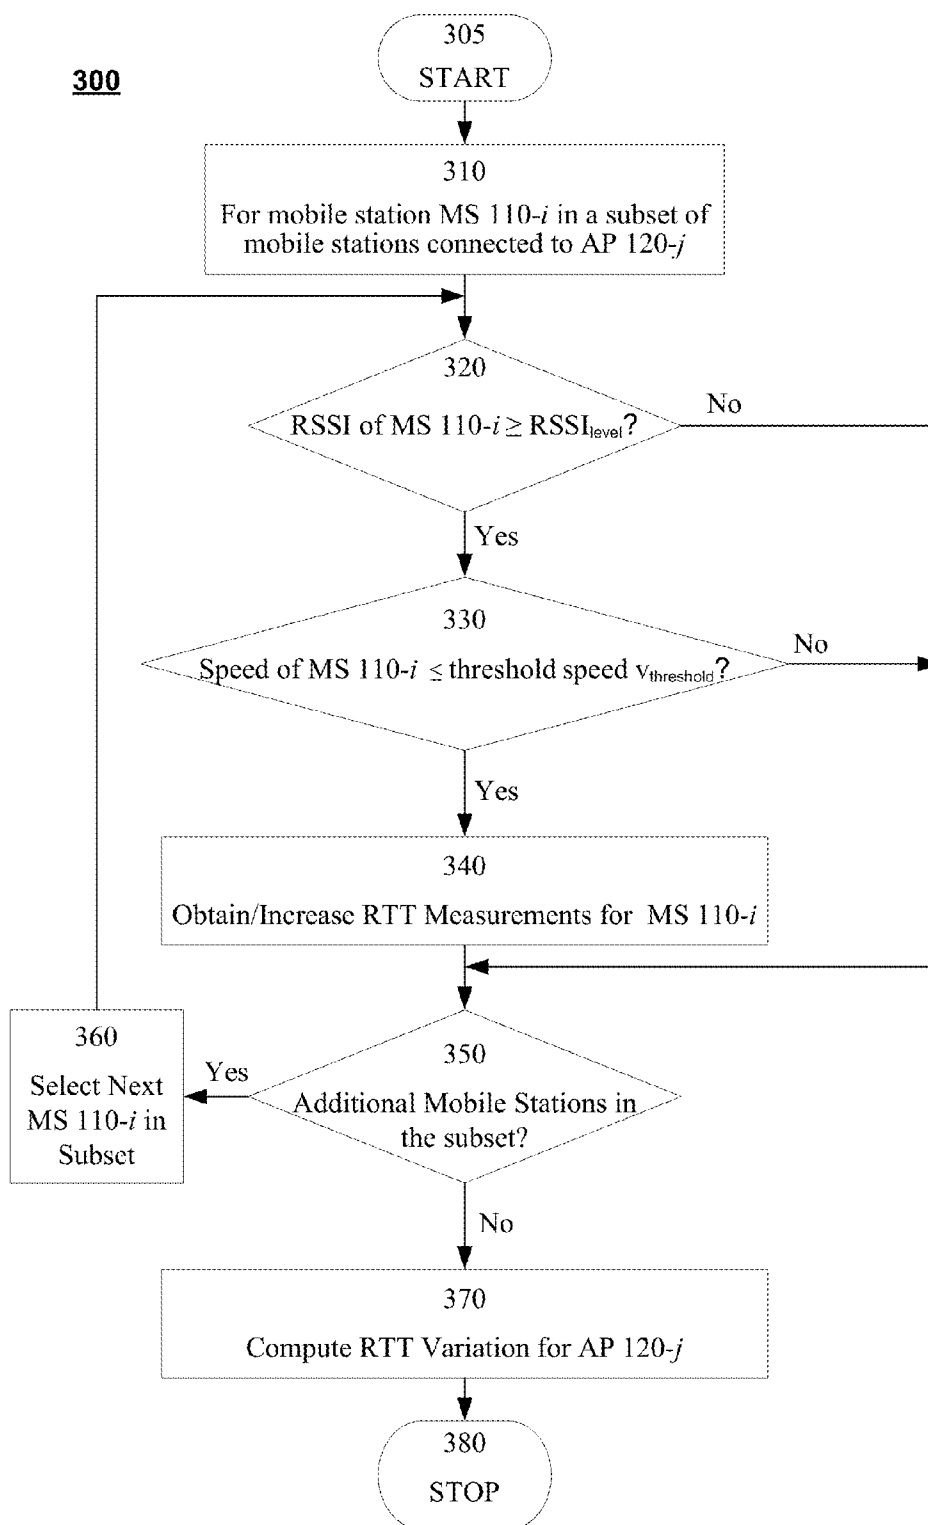 300
305
START
310
For mobile station MS 110-i in a subset of
mobile stations connected to AP 120-j
320
RSSI of MS 110-i ≥ RSSIlevel?
No
Yes
330
Speed of MS 110-i ≤ threshold speed vthreshold?
No
Yes
340
Obtain/Increase RTT Measurements for MS 110-i
350
Additional Mobile Stations in
the subset?
Yes
360
Select Next
MS 110-i in
Subset
No
370
Compute RTT Variation for AP 120-j
380
STOP